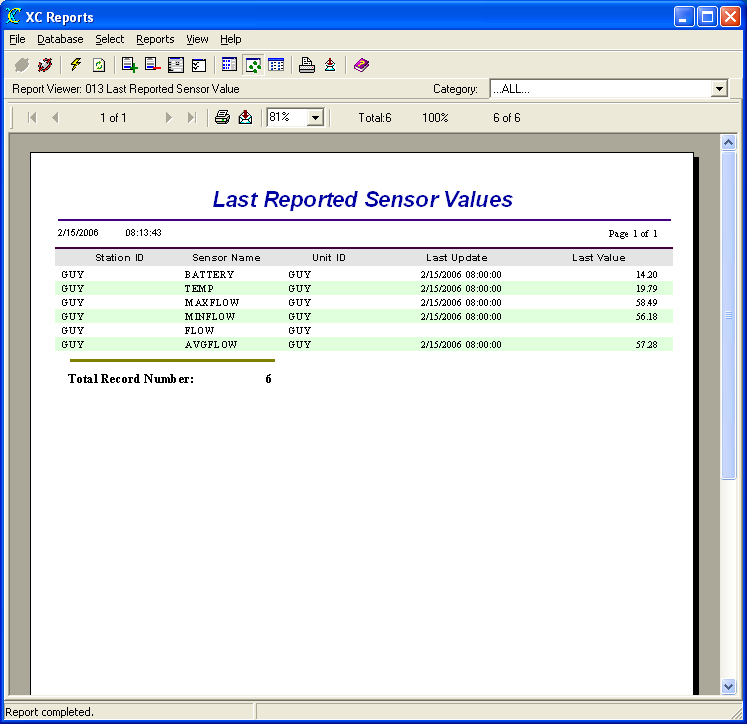 XC Reports
File Database Select Reports View Help
Report Viewer: 013 Last Reported Sensor Value Category: ...ALL...
1 of 1 81% Total:6 100% 6 of 6
Last Reported Sensor Values
2/15/2006 08:13:43 Page 1 of 1
Station ID Sensor Name Unit ID Last Update Last Value
GUY BATTERY GUY 2/15/2006 08:00:00 14.20
GUY TEMP GUY 2/15/2006 08:00:00 19.79
GUY MAXFLOW GUY 2/15/2006 08:00:00 58.49
GUY MINFLOW GUY 2/15/2006 08:00:00 56.18
GUY FLOW GUY
GUY AVGFLOW GUY 2/15/2006 08:00:00 57.28
Total Record Number: 6
Report completed.